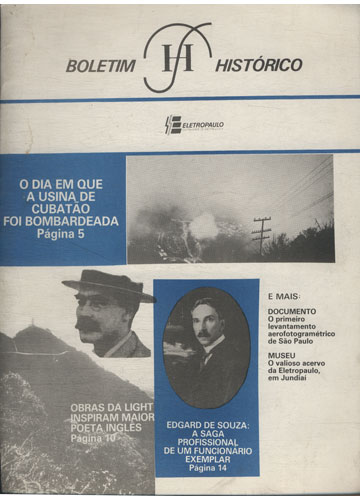 BOLETIM HISTÓRICO
ELETROPAULO
O DIA EM QUE
A USINA DE
CUBATÃO
FOI BOMBARDEADA
Página 5
E MAIS:
DOCUMENTO
O primeiro
levantamento
aerofotogramétrico
de São Paulo
MUSEU
O valioso acervo
da Eletropaulo,
em Jundiaí
OBRAS DA LIGHT
INSPIRAM MAIOR
POETA INGLÊS
Página 10
EDGARD DE SOUZA:
A SAGA
PROFISSIONAL
DE UM FUNCIONÁRIO
EXEMPLAR
Página 14